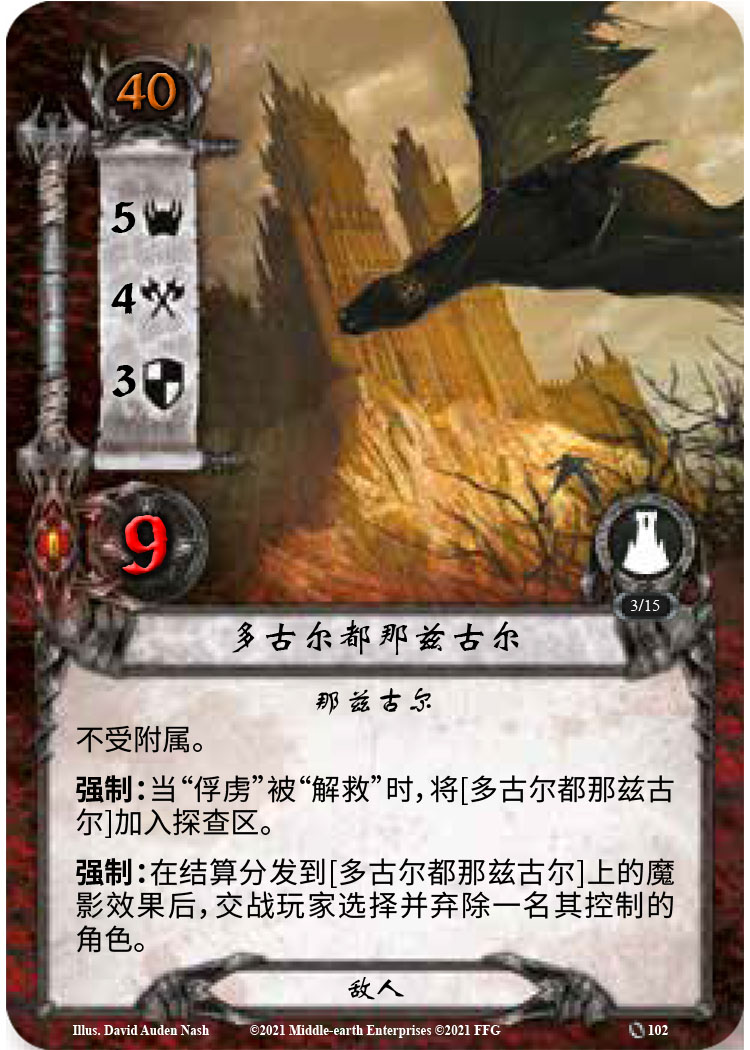 40
5
4
3
9
3/15
多古尔都那兹古尔
那兹古尔
不受附属。
强制：当“俘虏”被“解救”时，将[多古尔都那兹古
尔]加入探查区。
强制：在结算分发到[多古尔都那兹古尔]上的魔
影效果后，交战玩家选择并弃除一名其控制的
角色。
敌人
Illus. David Auden Nash ©2021 Middle-earth Enterprises ©2021 FFG 102